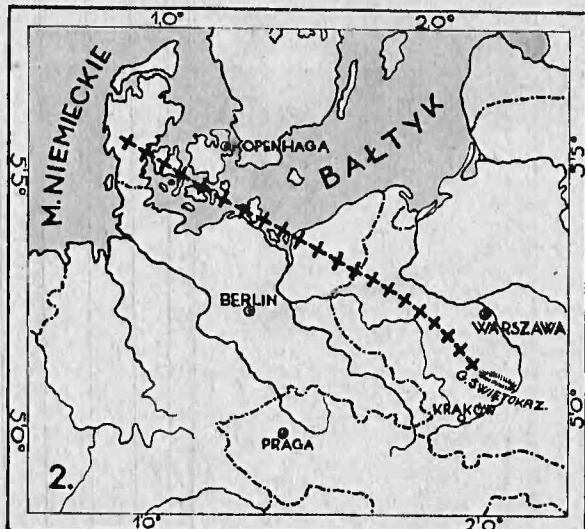 10° 20°
M. NIEMIECKIE
KOPENHAGA
BAŁTYK
55° 55°
BERLIN
WARSZAWA
G. ŚWIĘTOKRZ.
KRAKÓW
50° 50°
PRAGA
2.
10° 20°